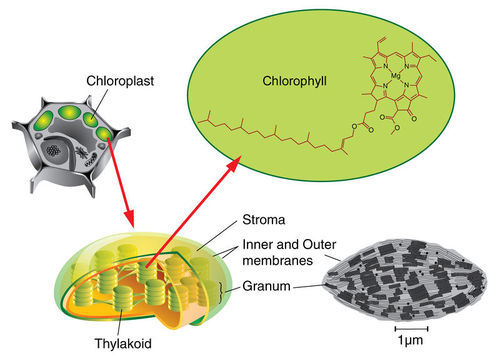 Chloroplast
Chlorophyll
N
N
Mg
N
N
O
O
O
O
O
Stroma
Inner and Outer
membranes
Granum
Thylakoid
1µm